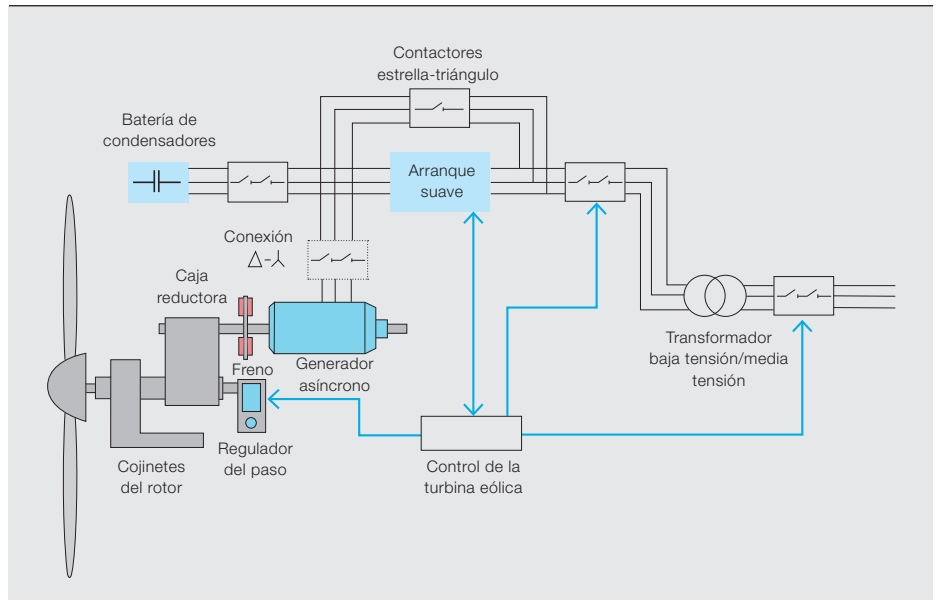 Contactores
estrella-triángulo
Batería de
condensadores
Arranque
suave
Conexión
Δ-⅄
Caja
reductora
Freno
Generador
asíncrono
Transformador
baja tensión/media
tensión
Cojinetes
del rotor
Regulador
del paso
Control de la
turbina eólica